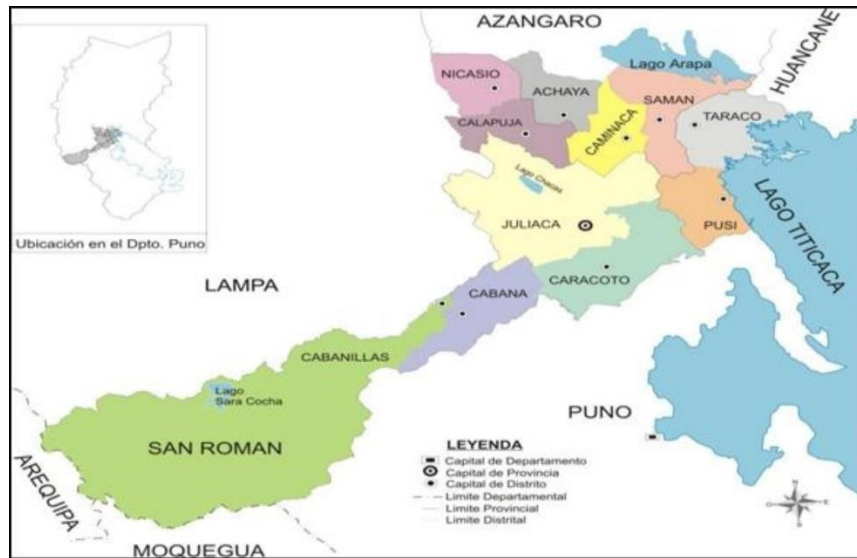 AZANGARO
HUANCANE
Lago Arapa
NICASIO
ACHAYA
SAMAN
CALAPUJA
CAMINACA
TARACO
Lago Chacas
JULIACA
PUSI
LAGO TITICACA
Ubicación en el Dpto. Puno
LAMPA
CABANA
CARACOTO
CABANILLAS
Lago
Sara Cocha
PUNO
SAN ROMAN
LEYENDA
Capital de Departamento
Capital de Provincia
Capital de Distrito
Limite Departamental
Limite Provincial
Limite Distrital
AREQUIPA
MOQUEGUA
N
E
S
O